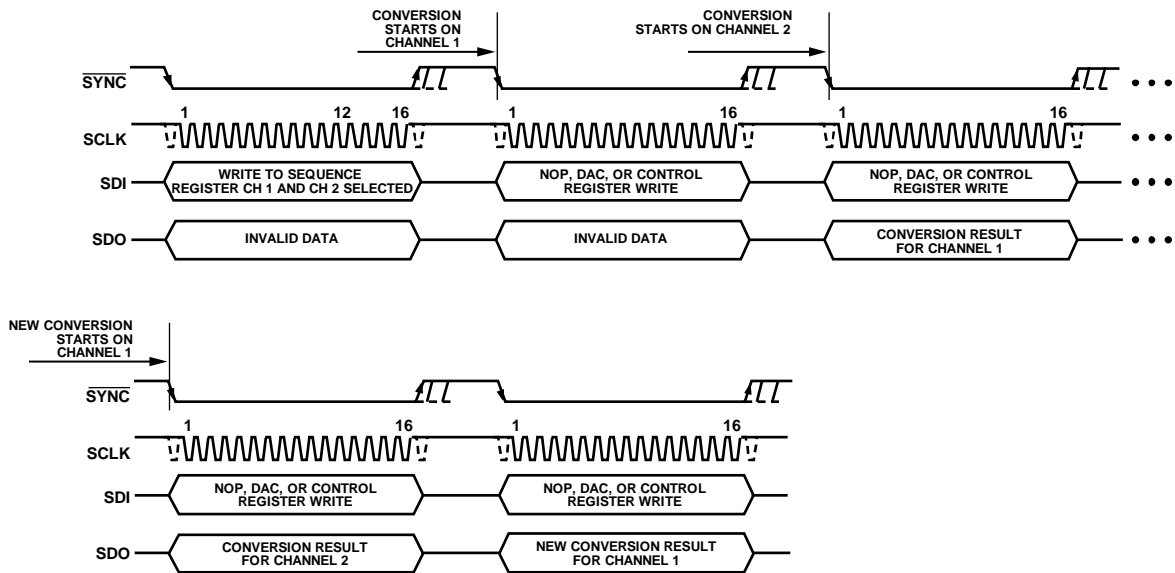 CONVERSION
STARTS ON
CHANNEL 1
CONVERSION
STARTS ON CHANNEL 2
SYNC
1
12
16
1
16
1
16
SCLK
SDI
WRITE TO SEQUENCE
REGISTER CH 1 AND CH 2 SELECTED
NOP, DAC, OR CONTROL
REGISTER WRITE
NOP, DAC, OR CONTROL
REGISTER WRITE
SDO
INVALID DATA
INVALID DATA
CONVERSION RESULT
FOR CHANNEL 1
NEW CONVERSION
STARTS ON
CHANNEL 1
SYNC
1
16
1
16
SCLK
SDI
NOP, DAC, OR CONTROL
REGISTER WRITE
NOP, DAC, OR CONTROL
REGISTER WRITE
SDO
CONVERSION RESULT
FOR CHANNEL 2
NEW CONVERSION RESULT
FOR CHANNEL 1